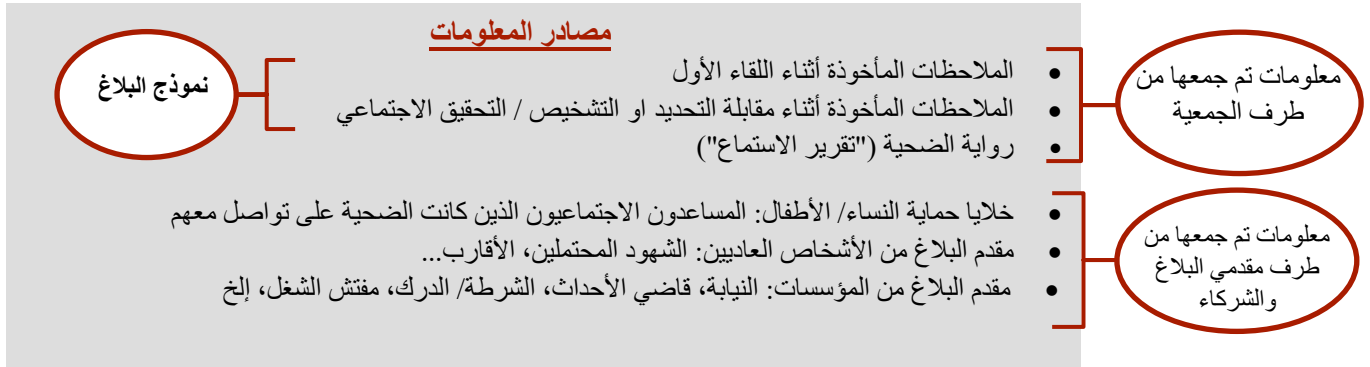 مصادر المعلومات
الملاحظات المأخوذة أثناء اللقاء الأول
الملاحظات المأخوذة أثناء مقابلة التحديد او التشخيص / التحقيق الاجتماعي
رواية الضحية ("تقرير الاستماع")
معلومات تم جمعها من
طرف الجمعية
نموذج البلاغ
خلايا حماية النساء/ الأطفال: المساعدون الاجتماعيون الذين كانت الضحية على تواصل معهم
مقدم البلاغ من الأشخاص العاديين: الشهود المحتملين، الأقارب...
مقدم البلاغ من المؤسسات: النيابة، قاضي الأحداث، الشرطة/ الدرك، مفتش الشغل، إلخ
معلومات تم جمعها من
طرف مقدمي البلاغ
والشركاء